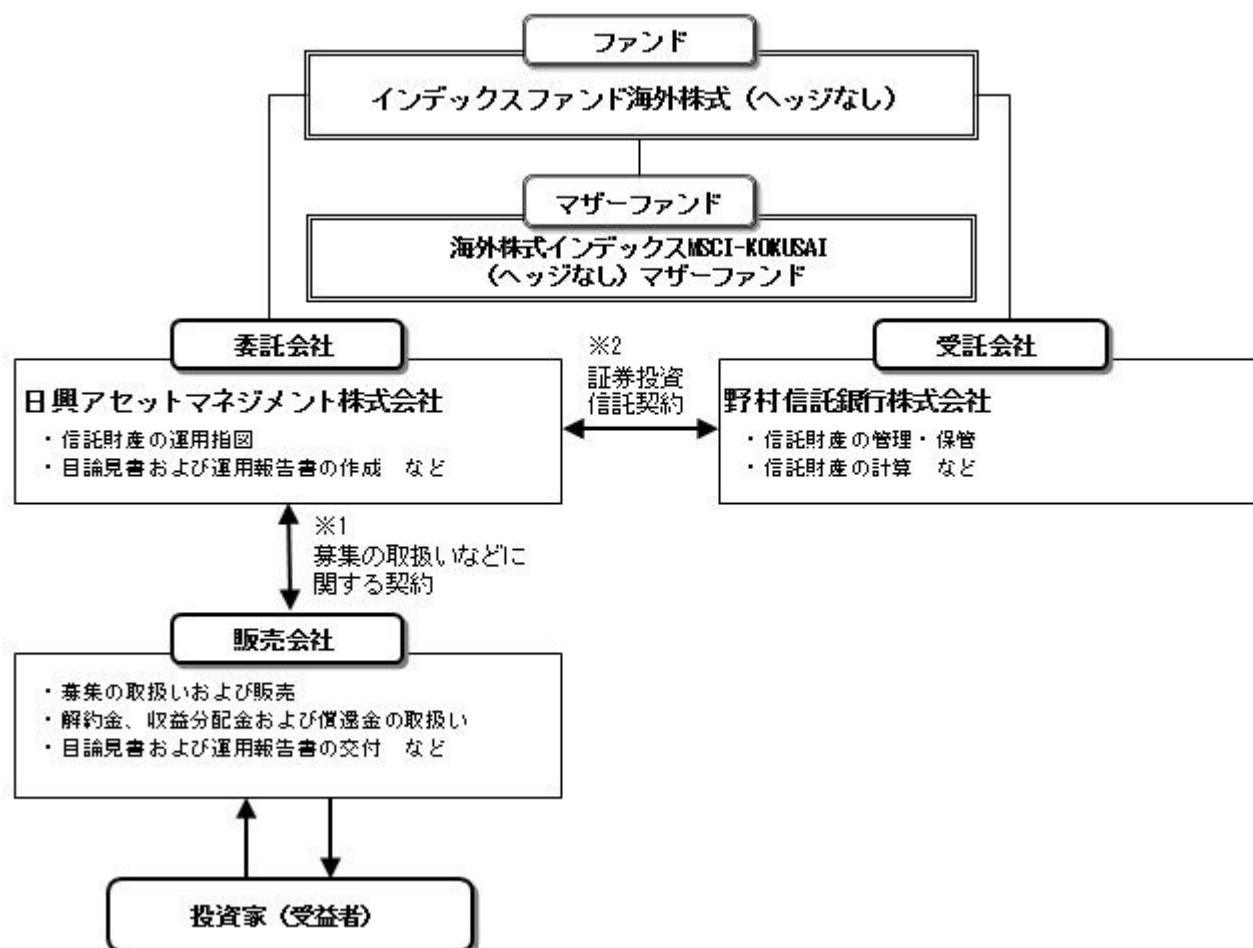 ファンド
インデックスファンド海外株式（ヘッジなし）
マザーファンド
海外株式インデックスMSCI-KOKUSAI
（ヘッジなし）マザーファンド
委託会社
日興アセットマネジメント株式会社
・信託財産の運用指図
・目論見書および運用報告書の作成　など
※2
証券投資
信託契約
受託会社
野村信託銀行株式会社
・信託財産の管理・保管
・信託財産の計算　など
※1
募集の取扱いなどに
関する契約
販売会社
・募集の取扱いおよび販売
・解約金、収益分配金および償還金の取扱い
・目論見書および運用報告書の交付　など
投資家（受益者）